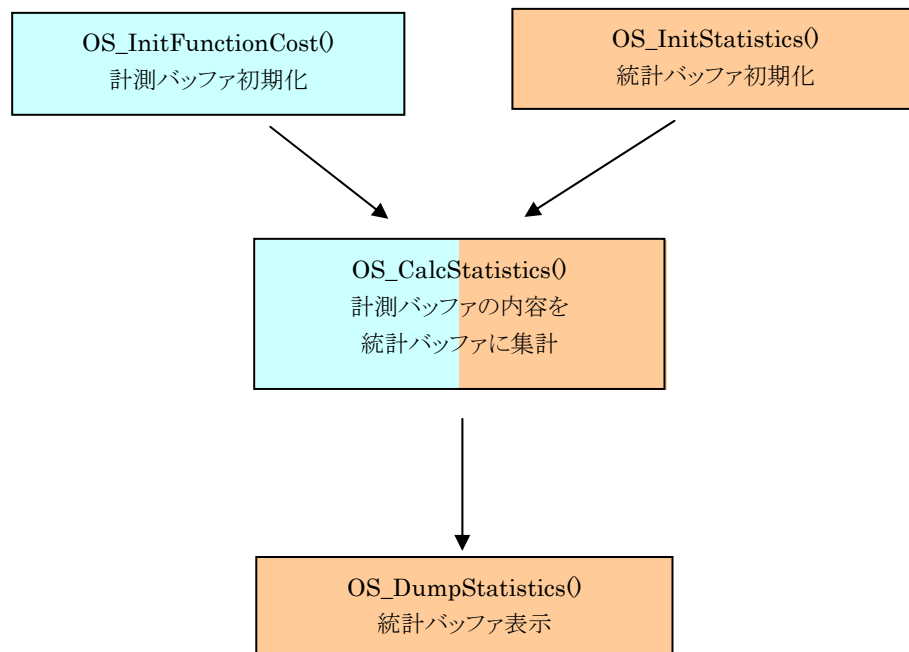 OS_InitFunctionCost()
計測バッファ初期化
OS_InitStatistics()
統計バッファ初期化
OS_CalcStatistics()
計測バッファの内容を
統計バッファに集計
OS_DumpStatistics()
統計バッファ表示